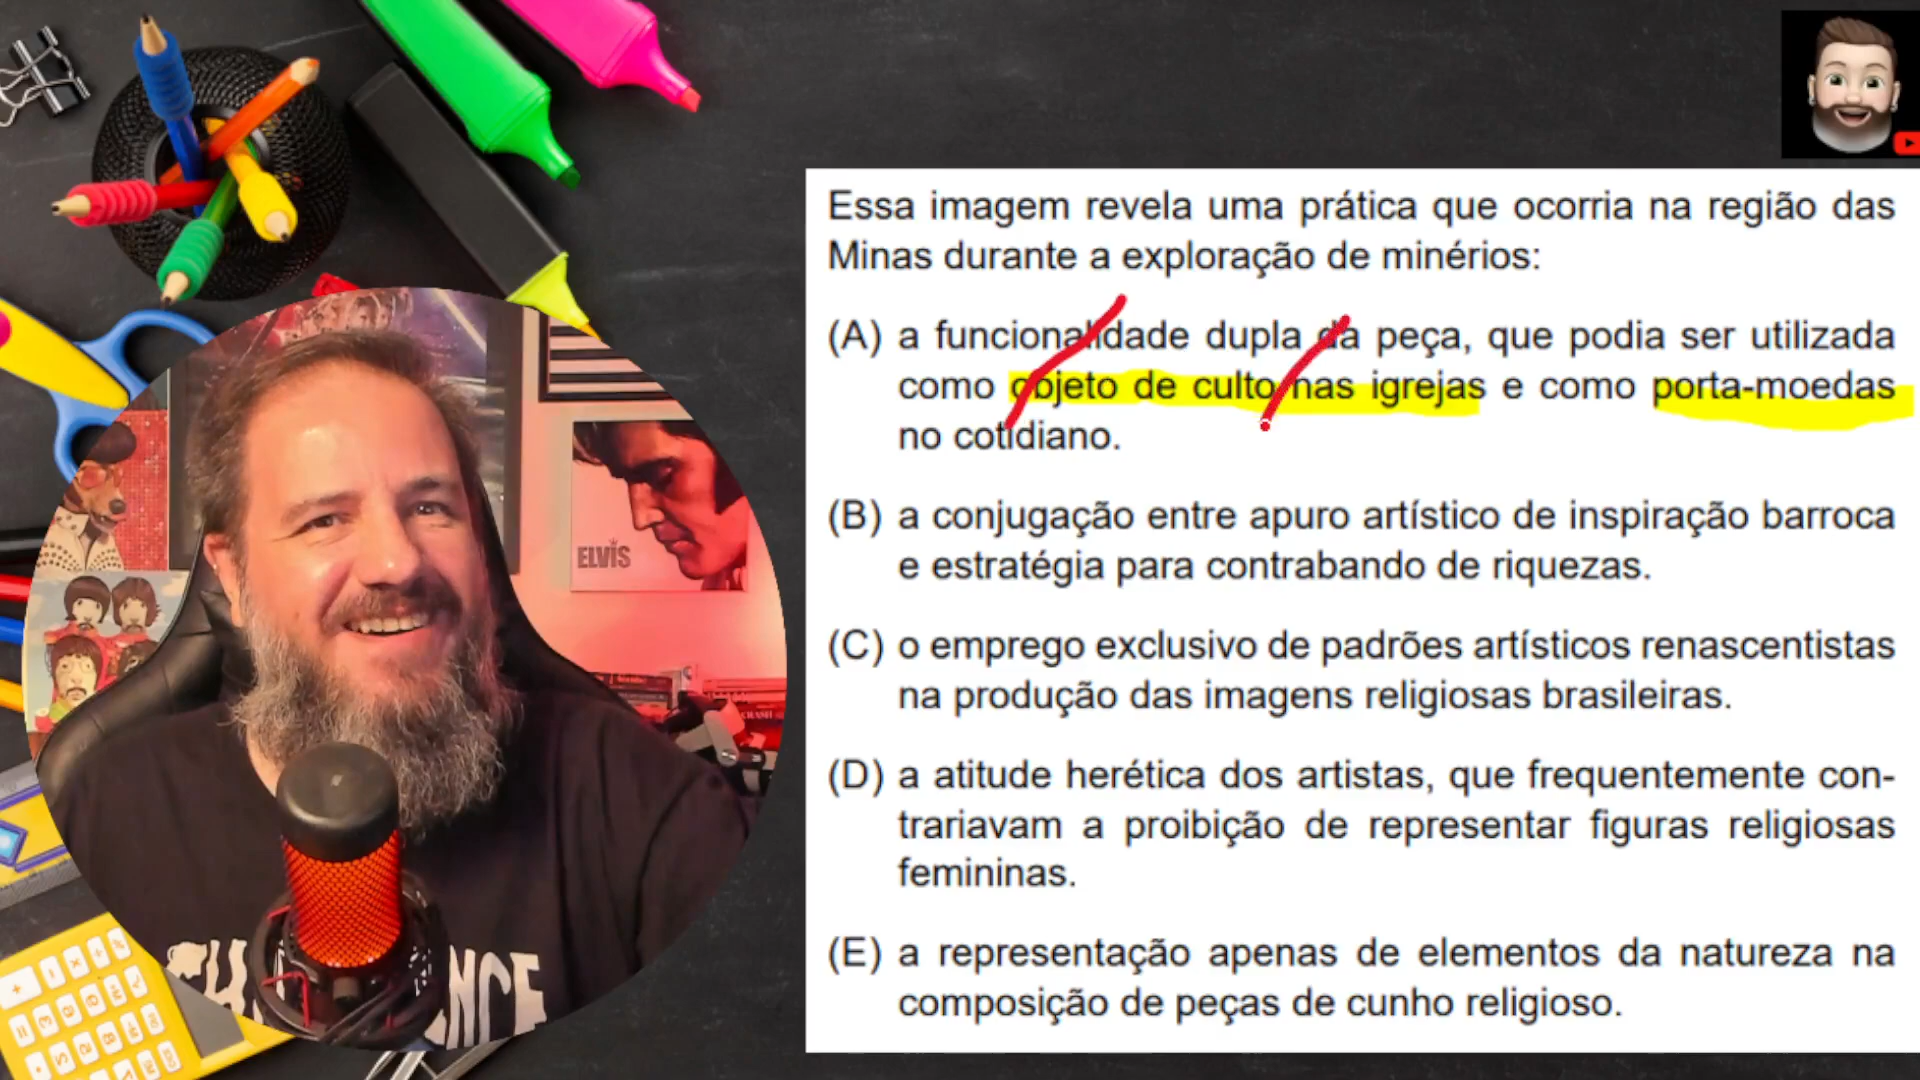 Essa imagem revela uma prática que ocorria na região das
Minas durante a exploração de minérios:
(A) a funcionalidade dupla da peça, que podia ser utilizada
como objeto de culto nas igrejas e como porta-moedas
no cotidiano.
(B) a conjugação entre apuro artístico de inspiração barroca
e estratégia para contrabando de riquezas.
(C) o emprego exclusivo de padrões artísticos renascentistas
na produção das imagens religiosas brasileiras.
(D) a atitude herética dos artistas, que frequentemente con-
trariavam a proibição de representar figuras religiosas
femininas.
(E) a representação apenas de elementos da natureza na
composição de peças de cunho religioso.
ELVIS